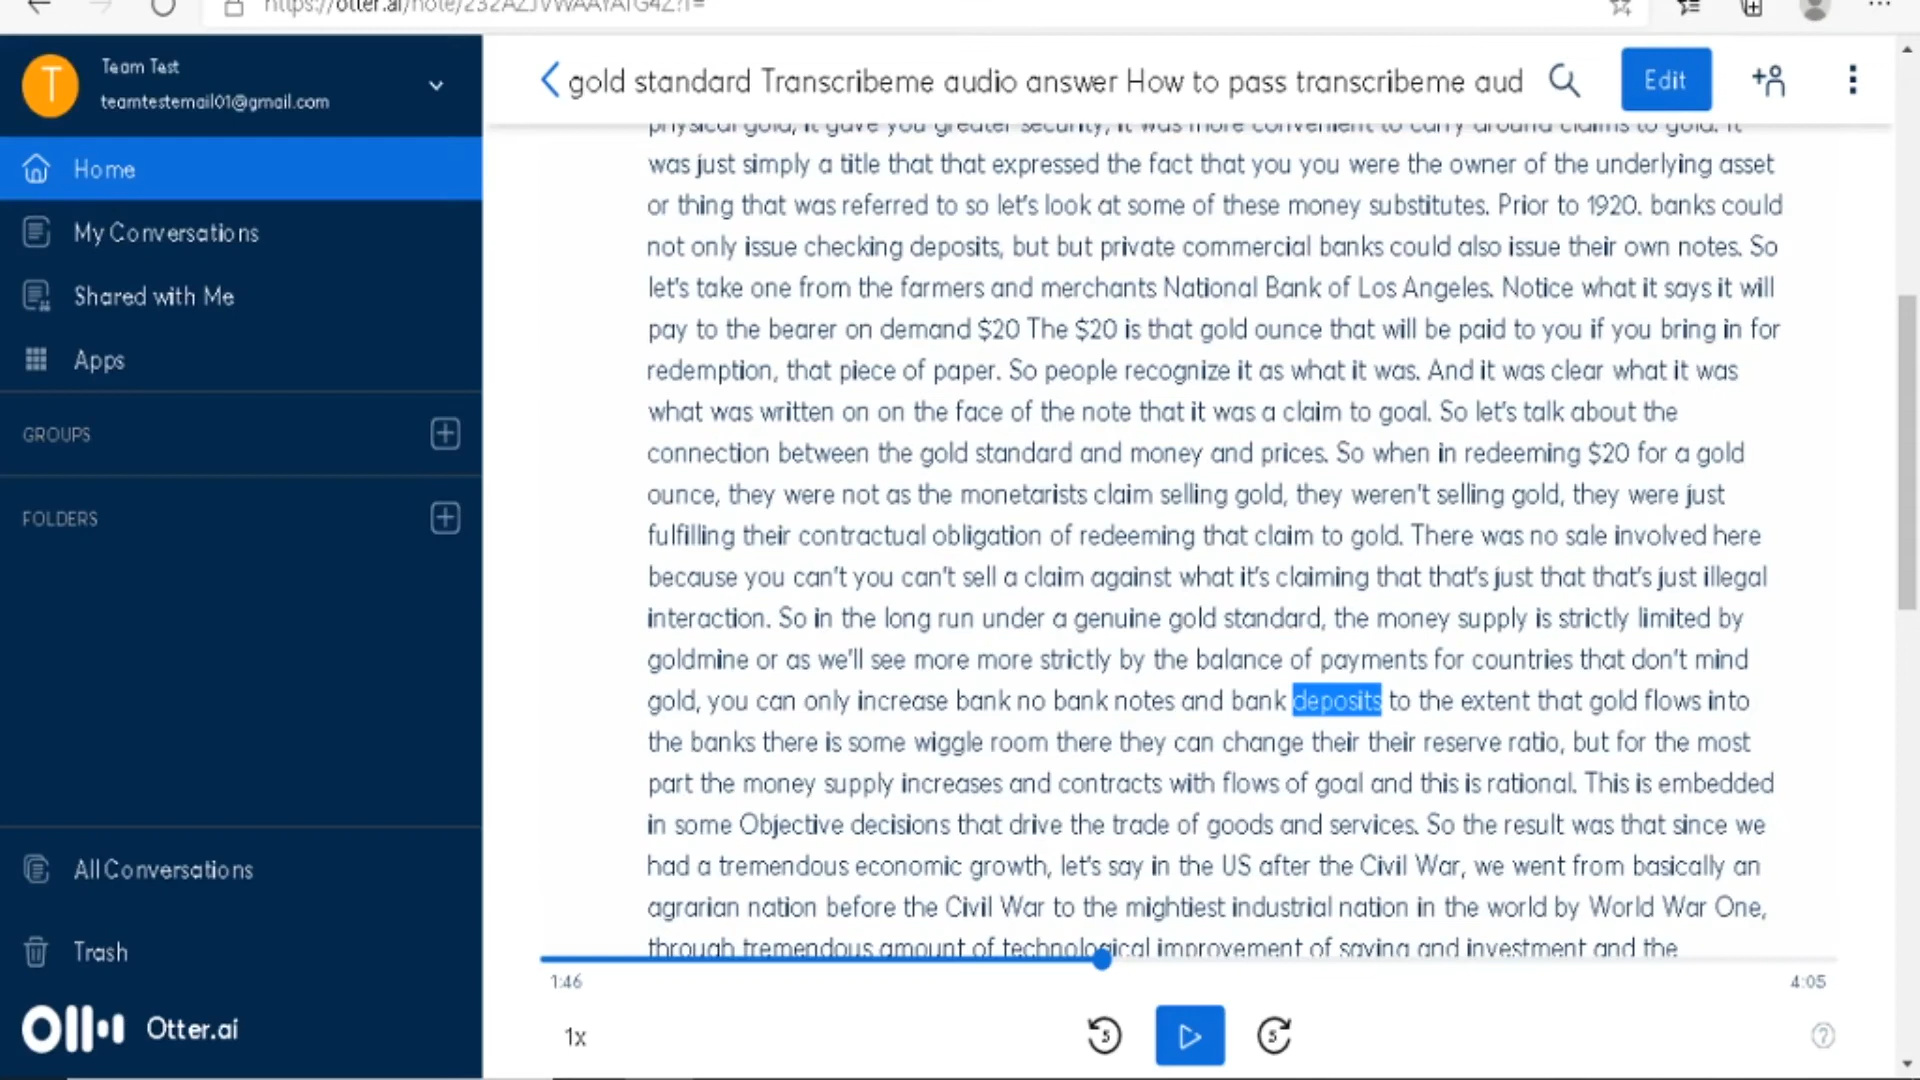 Team Test
teamtestemail01@gmail.com
Home
My Conversations
Shared with Me
Apps
GROUPS
FOLDERS
All Conversations
Trash
Otter.ai
gold standard Transcribeme audio answer How to pass transcribeme aud
Edit
physical gold, it gave you greater security, it was more convenient to carry around claims to gold. It
was just simply a title that that expressed the fact that you you were the owner of the underlying asset
or thing that was referred to so let's look at some of these money substitutes. Prior to 1920. banks could
not only issue checking deposits, but but private commercial banks could also issue their own notes. So
let's take one from the farmers and merchants National Bank of Los Angeles. Notice what it says it will
pay to the bearer on demand $20 The $20 is that gold ounce that will be paid to you if you bring in for
redemption, that piece of paper. So people recognize it as what it was. And it was clear what it was
what was written on on the face of the note that it was a claim to goal. So let's talk about the
connection between the gold standard and money and prices. So when in redeeming $20 for a gold
ounce, they were not as the monetarists claim selling gold, they weren't selling gold, they were just
fulfilling their contractual obligation of redeeming that claim to gold. There was no sale involved here
because you can't you can't sell a claim against what it's claiming that that's just that that's just illegal
interaction. So in the long run under a genuine gold standard, the money supply is strictly limited by
goldmine or as we'll see more more strictly by the balance of payments for countries that don't mind
gold, you can only increase bank no bank notes and bank deposits to the extent that gold flows into
the banks there is some wiggle room there they can change their their reserve ratio, but for the most
part the money supply increases and contracts with flows of goal and this is rational. This is embedded
in some Objective decisions that drive the trade of goods and services. So the result was that since we
had a tremendous economic growth, let's say in the US after the Civil War, we went from basically an
agrarian nation before the Civil War to the mightiest industrial nation in the world by World War One,
through tremendous amount of technological improvement of saving and investment and the
1:46
4:05
1x
5
5